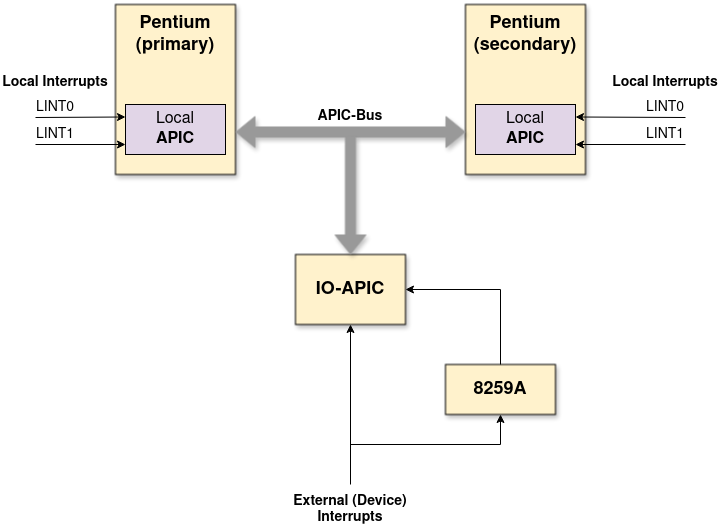 Pentium
(primary)
Pentium
(secondary)
Local Interrupts
LINT0
LINT1
Local
APIC
APIC-Bus
Local
APIC
Local Interrupts
LINT0
LINT1
IO-APIC
8259A
External (Device)
Interrupts